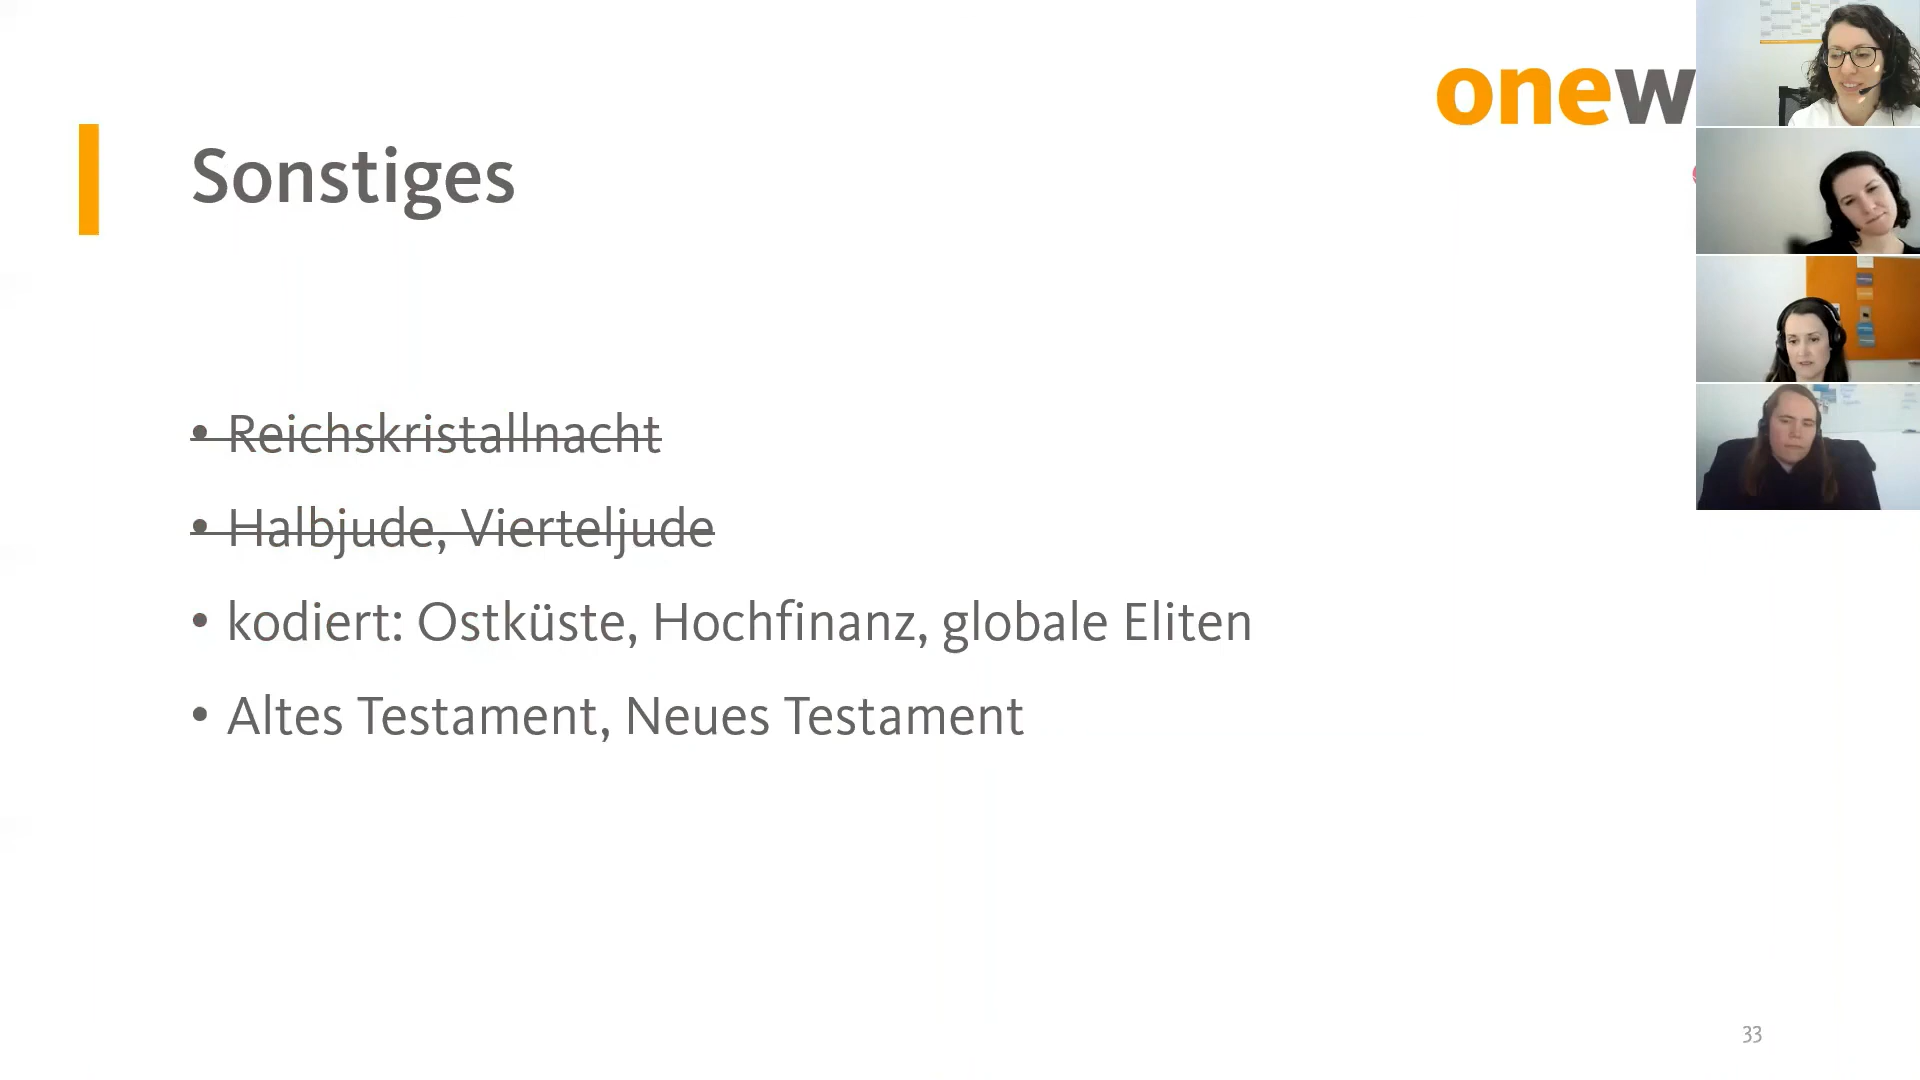 onew
Sonstiges
• Reichskristallnacht
• Halbjude, Vierteljude
• kodiert: Ostküste, Hochfinanz, globale Eliten
• Altes Testament, Neues Testament
33